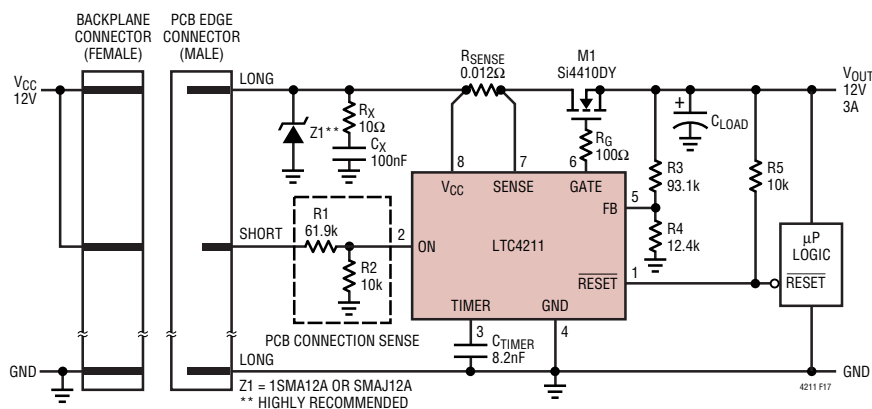 BACKPLANE
CONNECTOR
(FEMALE)
PCB EDGE
CONNECTOR
(MALE)
VCC
12V
LONG
Z1**
RX
10Ω
CX
100nF
RSENSE
0.012Ω
M1
Si4410DY
RG
100Ω
VOUT
12V
3A
CLOAD
R3
93.1k
R5
10k
8
7
6
VCC
SENSE
GATE
FB
5
R4
12.4k
SHORT
R1
61.9k
2
ON
LTC4211
R2
10k
RESET
1
µP
LOGIC
RESET
TIMER
GND
PCB CONNECTION SENSE
3
CTIMER
8.2nF
4
LONG
GND
GND
Z1 = 1SMA12A OR SMAJ12A
** HIGHLY RECOMMENDED
4211 F17